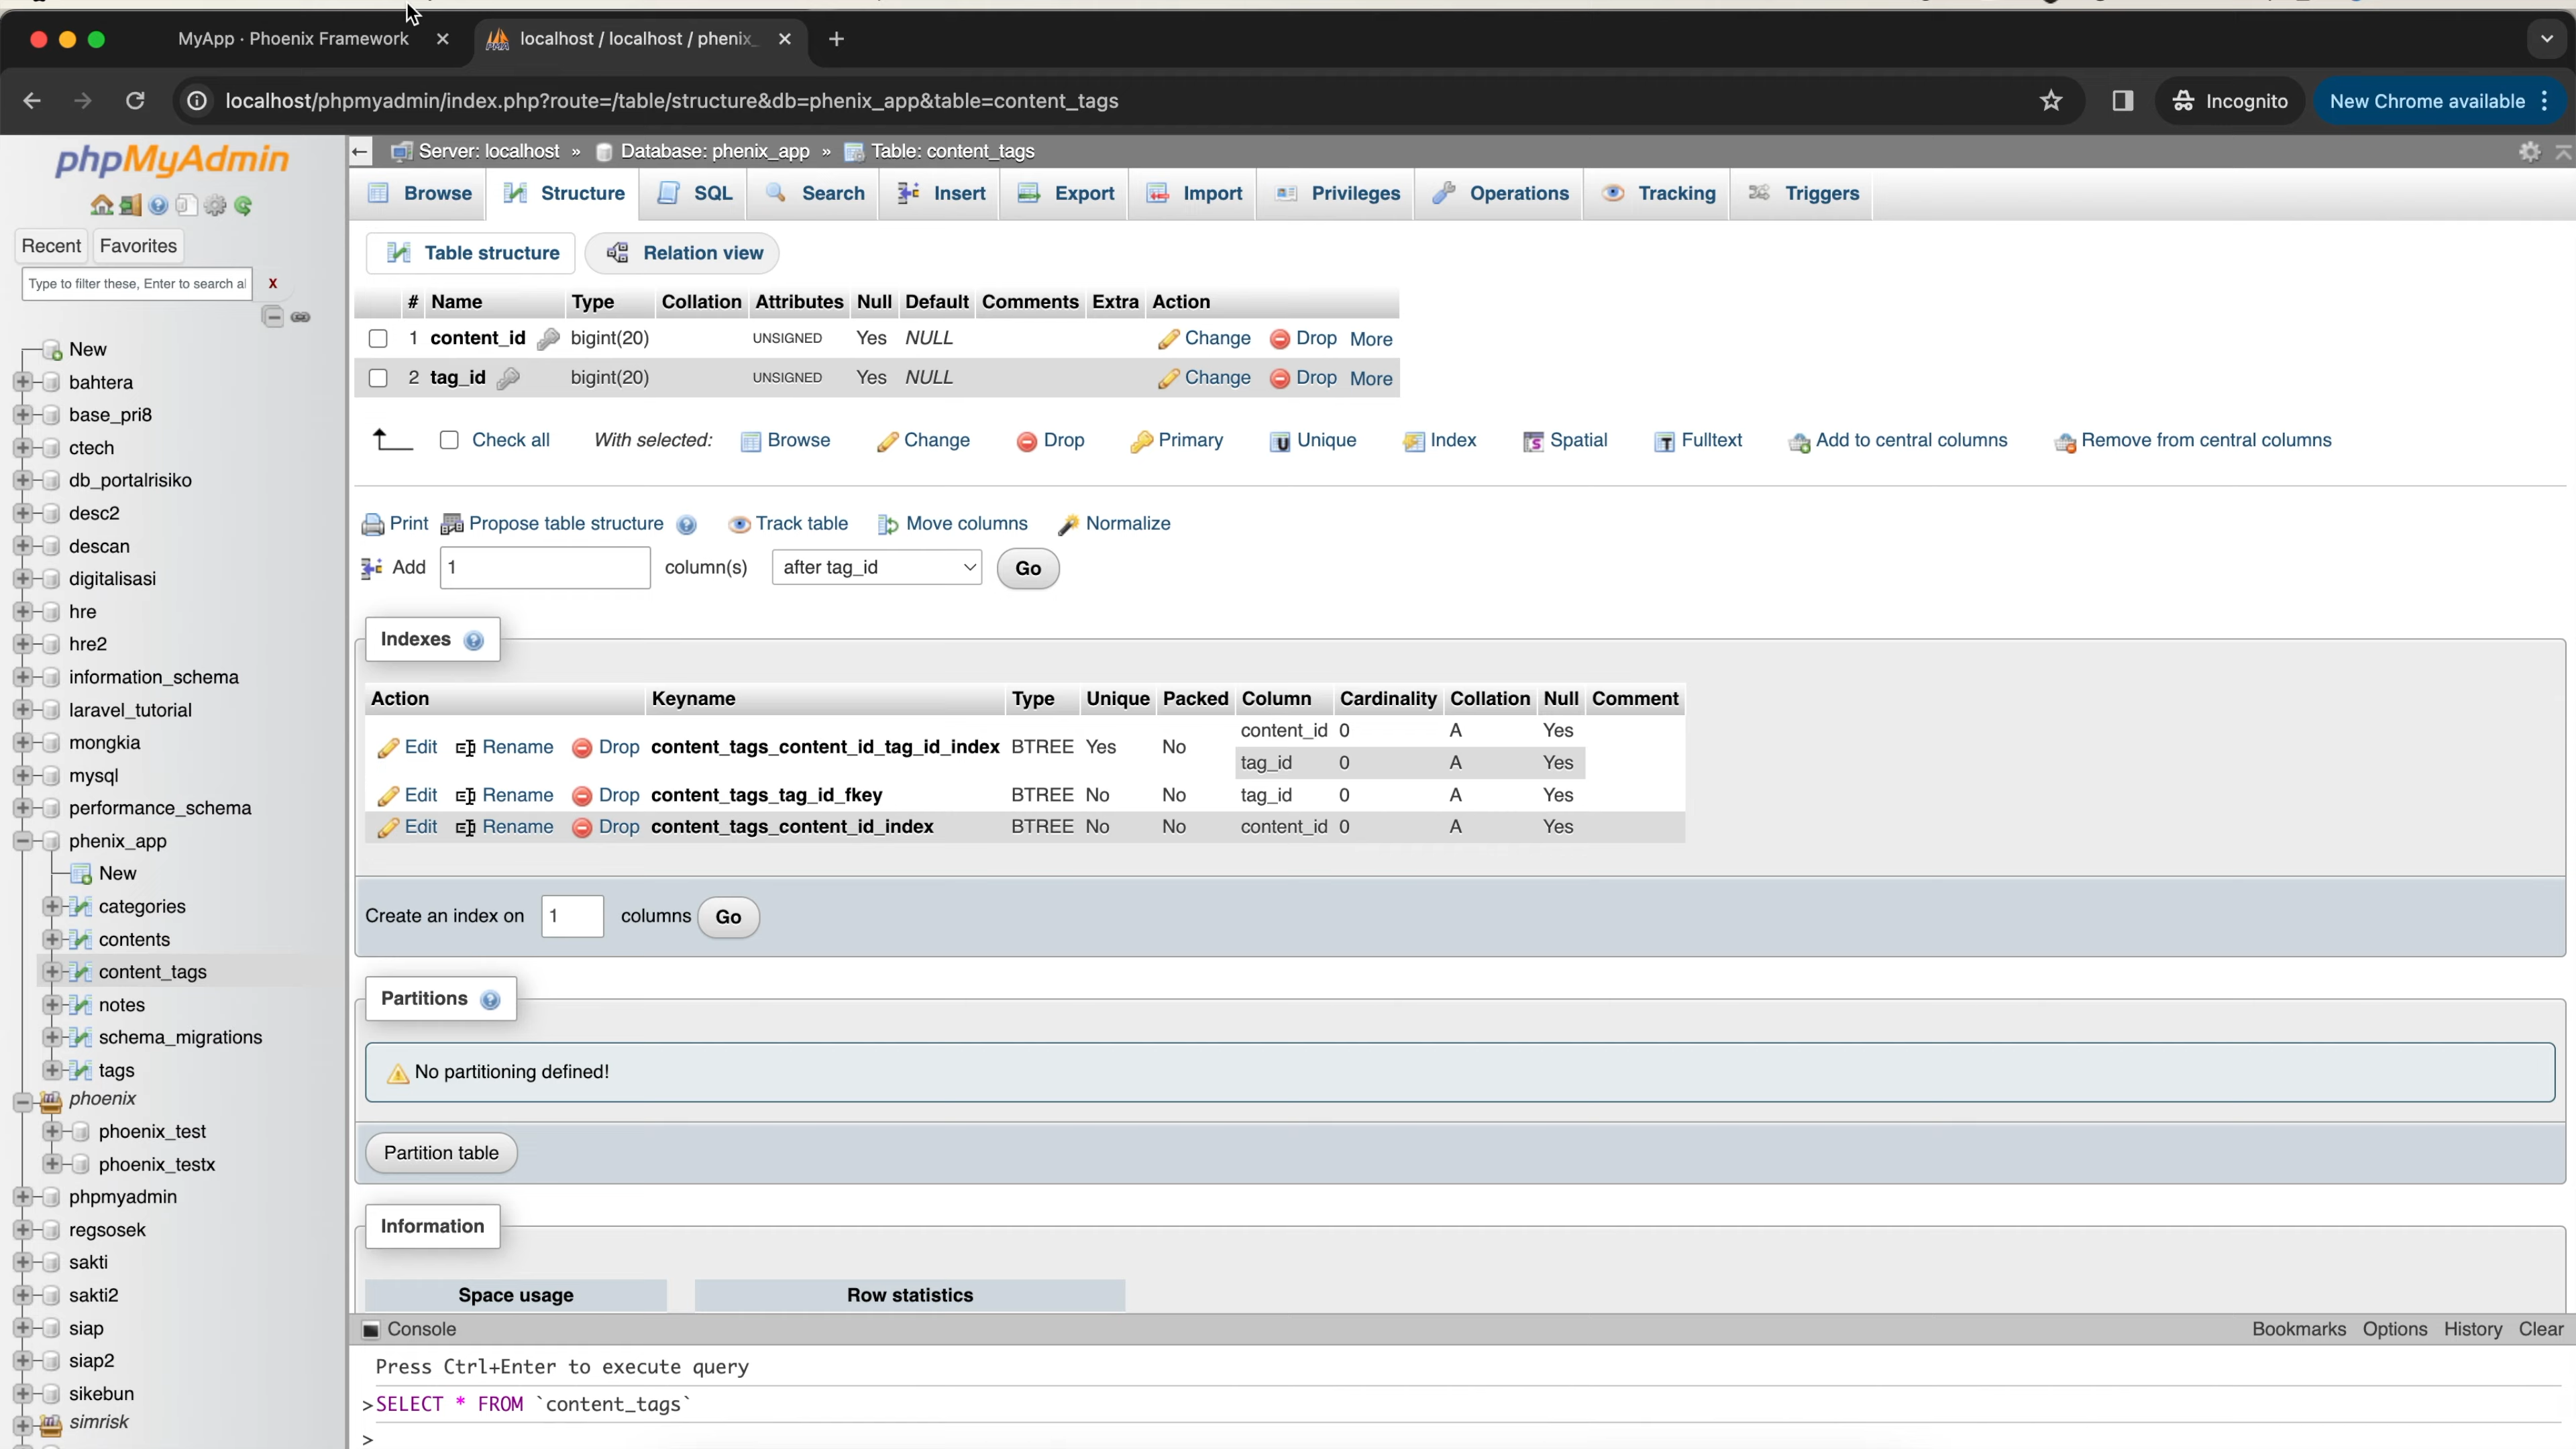 MyApp · Phoenix Framework
localhost / localhost / phenix_
localhost/phpmyadmin/index.php?route=/table/structure&db=phenix_app&table=content_tags
Incognito
New Chrome available
phpMyAdmin
Recent
Favorites
Type to filter these, Enter to search al
X
New
bahtera
base_pri8
ctech
db_portalrisiko
desc2
descan
digitalisasi
hre
hre2
information_schema
laravel_tutorial
mongkia
mysql
performance_schema
phenix_app
New
categories
contents
content_tags
notes
schema_migrations
tags
phoenix
phoenix_test
phoenix_testx
phpmyadmin
regsosek
sakti
sakti2
siap
siap2
sikebun
simrisk
Server: localhost » Database: phenix_app » Table: content_tags
Browse Structure SQL Search Insert Export Import Privileges Operations Tracking Triggers
Table structure Relation view
# Name Type Collation Attributes Null Default Comments Extra Action
1 content_id bigint(20) UNSIGNED Yes NULL Change Drop More
2 tag_id bigint(20) UNSIGNED Yes NULL Change Drop More
Check all With selected: Browse Change Drop Primary Unique Index Spatial Fulltext Add to central columns Remove from central columns
Print Propose table structure Track table Move columns Normalize
Add 1 column(s) after tag_id Go
Indexes
Action Keyname Type Unique Packed Column Cardinality Collation Null Comment
Edit Rename Drop content_tags_content_id_tag_id_index BTREE Yes No content_id 0 A Yes
tag_id 0 A Yes
Edit Rename Drop content_tags_tag_id_fkey BTREE No No tag_id 0 A Yes
Edit Rename Drop content_tags_content_id_index BTREE No No content_id 0 A Yes
Create an index on 1 columns Go
Partitions
No partitioning defined!
Partition table
Information
Space usage Row statistics
Console Bookmarks Options History Clear
Press Ctrl+Enter to execute query
>SELECT * FROM `content_tags`
>